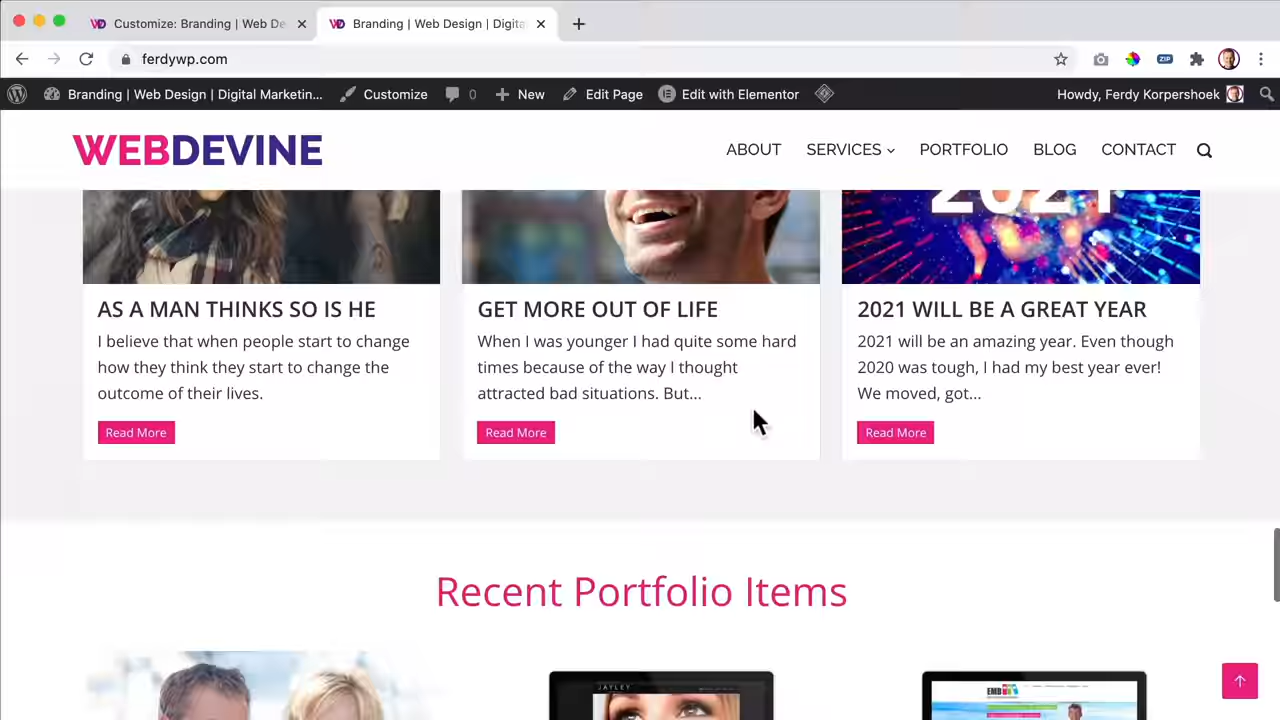 Customize: Branking | Web De
Branding | Web Design | Digita
ferdywp.com
ZIP
Branding | Web Design | Digital Marketin...
Customize
0
New
Edit Page
Edit with Elementor
Howdy, Ferdy Korpershoek
WEBDEVINE
ABOUT
SERVICES
PORTFOLIO
BLOG
CONTACT
2021
AS A MAN THINKS SO IS HE
I believe that when people start to change
how they think they start to change the
outcome of their lives.
Read More
GET MORE OUT OF LIFE
When I was younger I had quite some hard
times because of the way I thought
attracted bad situations. But...
Read More
2021 WILL BE A GREAT YEAR
2021 will be an amazing year. Even though
2020 was tough, I had my best year ever!
We moved, got...
Read More
Recent Portfolio Items
JAYLEY
EMB